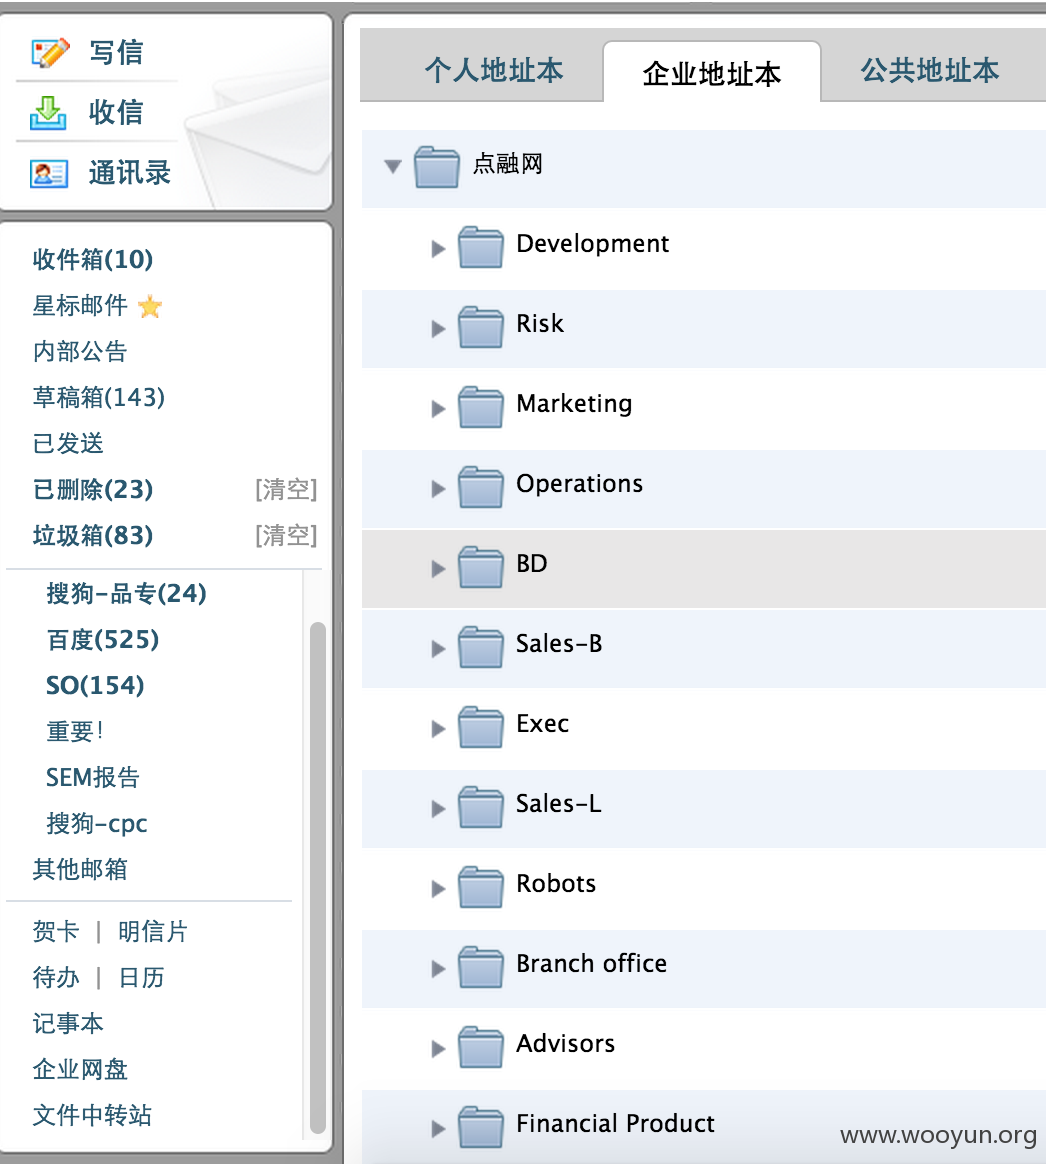 写信
收信
通讯录
收件箱(10)
星标邮件
内部公告
草稿箱(143)
已发送
已删除(23) [清空]
垃圾箱(83) [清空]
搜狗-品专(24)
百度(525)
SO(154)
重要!
SEM报告
搜狗-cpc
其他邮箱
贺卡 | 明信片
待办 | 日历
记事本
企业网盘
文件中转站
个人地址本 企业地址本 公共地址本
点融网
Development
Risk
Marketing
Operations
BD
Sales-B
Exec
Sales-L
Robots
Branch office
Advisors
Financial Product
www.wooyun.org